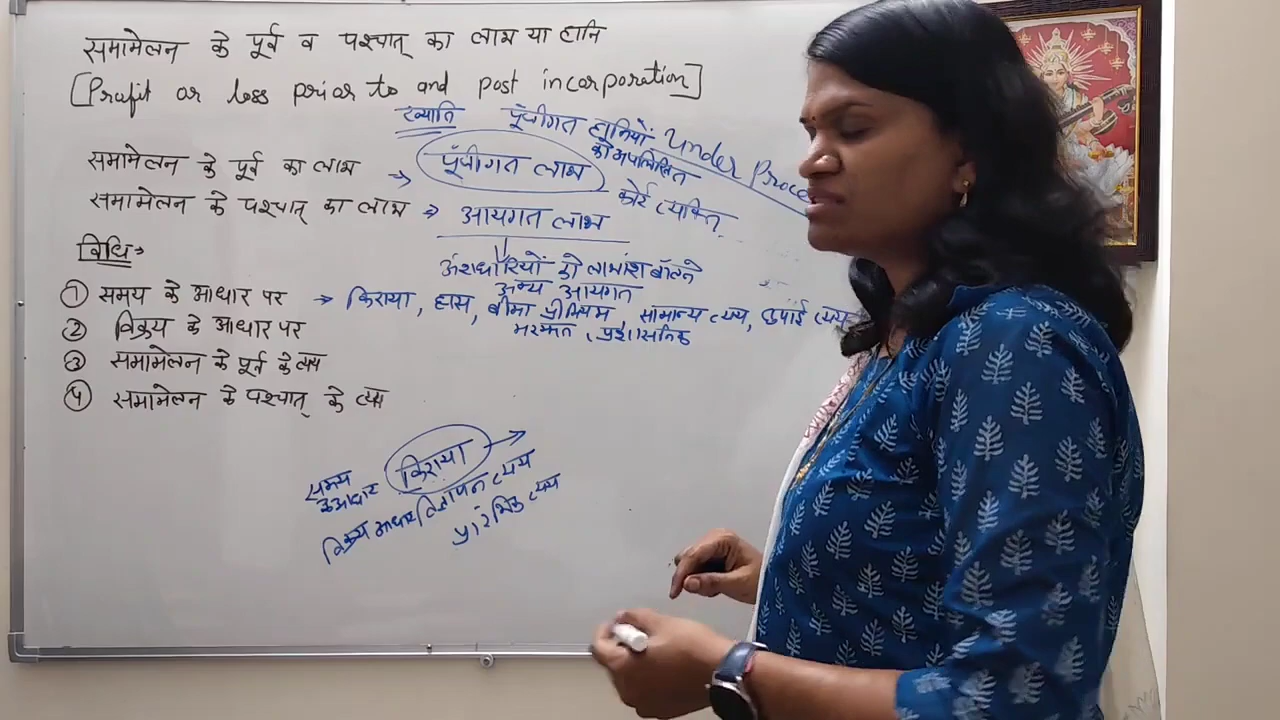 समामेलन के पूर्व व पश्चात् का लाभ या हानि
[Profit or loss prior to and post incorporation]
ख्याति पूँजीगत हानियों Under Proce
को अपलिखित
समामेलन के पूर्व का लाभ → पूँजीगत लाभ
कोई व्यक्ति
समामेलन के पश्चात् का लाभ → आयगत लाभ
अंशधारियों को लाभांश बाँटने
अन्य आयगत
विधि:-
① समय के आधार पर → किराया, ह्रास, बीमा प्रीमियम, सामान्य व्यय, छपाई व्यय
मरम्मत, प्रशासनिक
② विक्रय के आधार पर
③ समामेलन के पूर्व के व्यय
④ समामेलन के पश्चात् के व्यय
समय के आधार किराया →
विक्रय आधार विज्ञापन व्यय
प्रारंभिक व्यय